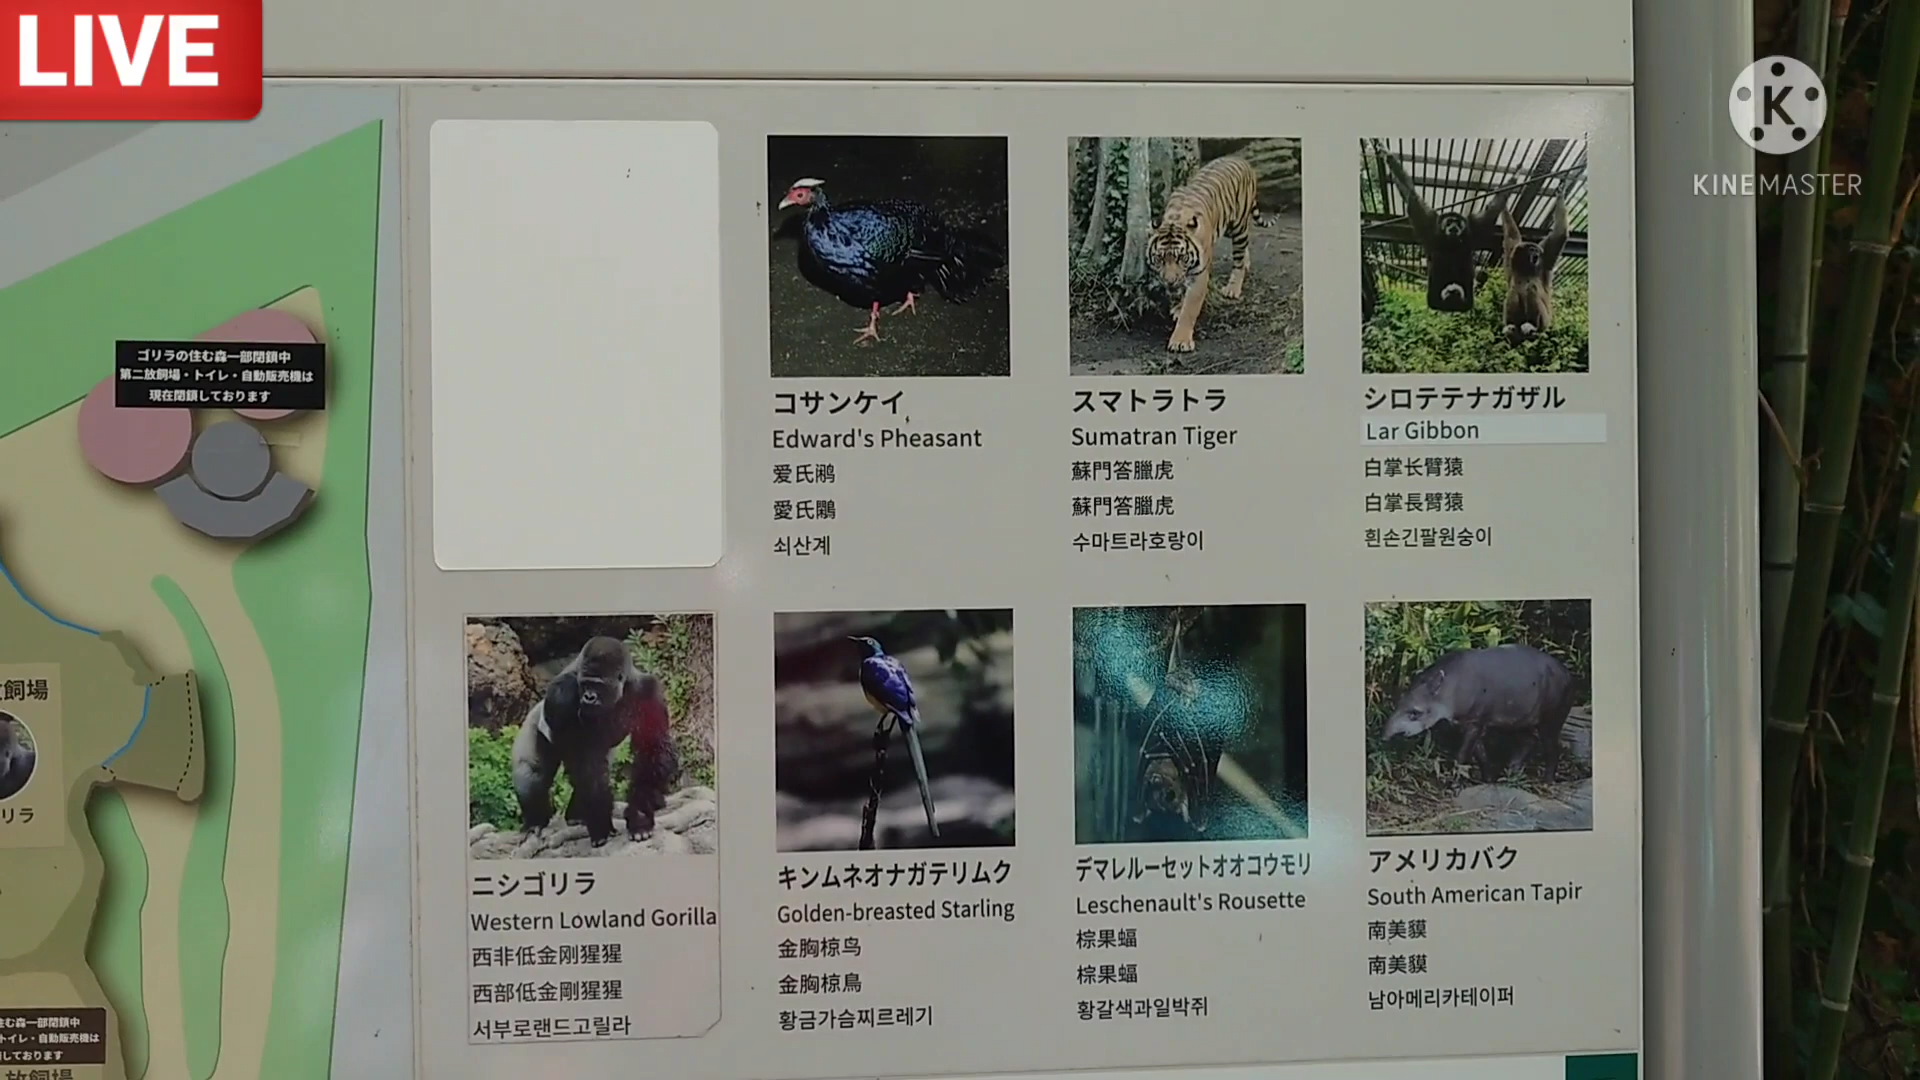 LIVE
KINEMASTER
ゴリラの住む森一部閉鎖中
第二放飼場・トイレ・自動販売機は
現在閉鎖しております
コサンケイ
Edward's Pheasant
爱氏鹇
愛氏鷴
쇠산계
スマトラトラ
Sumatran Tiger
蘇門答臘虎
蘇門答臘虎
수마트라호랑이
シロテテナガザル
Lar Gibbon
白掌长臂猿
白掌長臂猿
흰손긴팔원숭이
飼場
リラ
ニシゴリラ
Western Lowland Gorilla
西非低金刚猩猩
西部低金剛猩猩
서부로랜드고릴라
キンムネオナガテリムク
Golden-breasted Starling
金胸椋鸟
金胸椋鳥
황금가슴찌르레기
デマレルーセットオオコウモリ
Leschenault's Rousette
棕果蝠
棕果蝠
황갈색과일박쥐
アメリカバク
South American Tapir
南美貘
南美貘
남아메리카테이퍼
む森一部閉鎖中
トイレ・自動販売機は
しております
放飼場